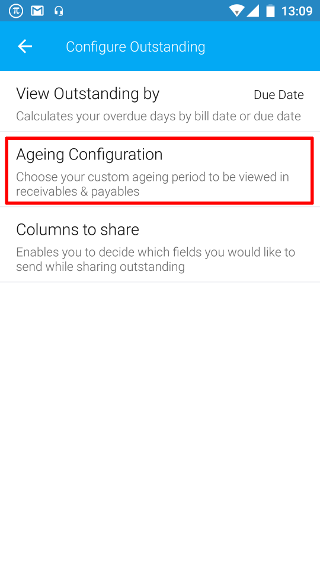 13:09
Configure Outstanding
View Outstanding by Due Date
Calculates your overdue days by bill date or due date
Ageing Configuration
Choose your custom ageing period to be viewed in
receivables & payables
Columns to share
Enables you to decide which fields you would like to
send while sharing outstanding